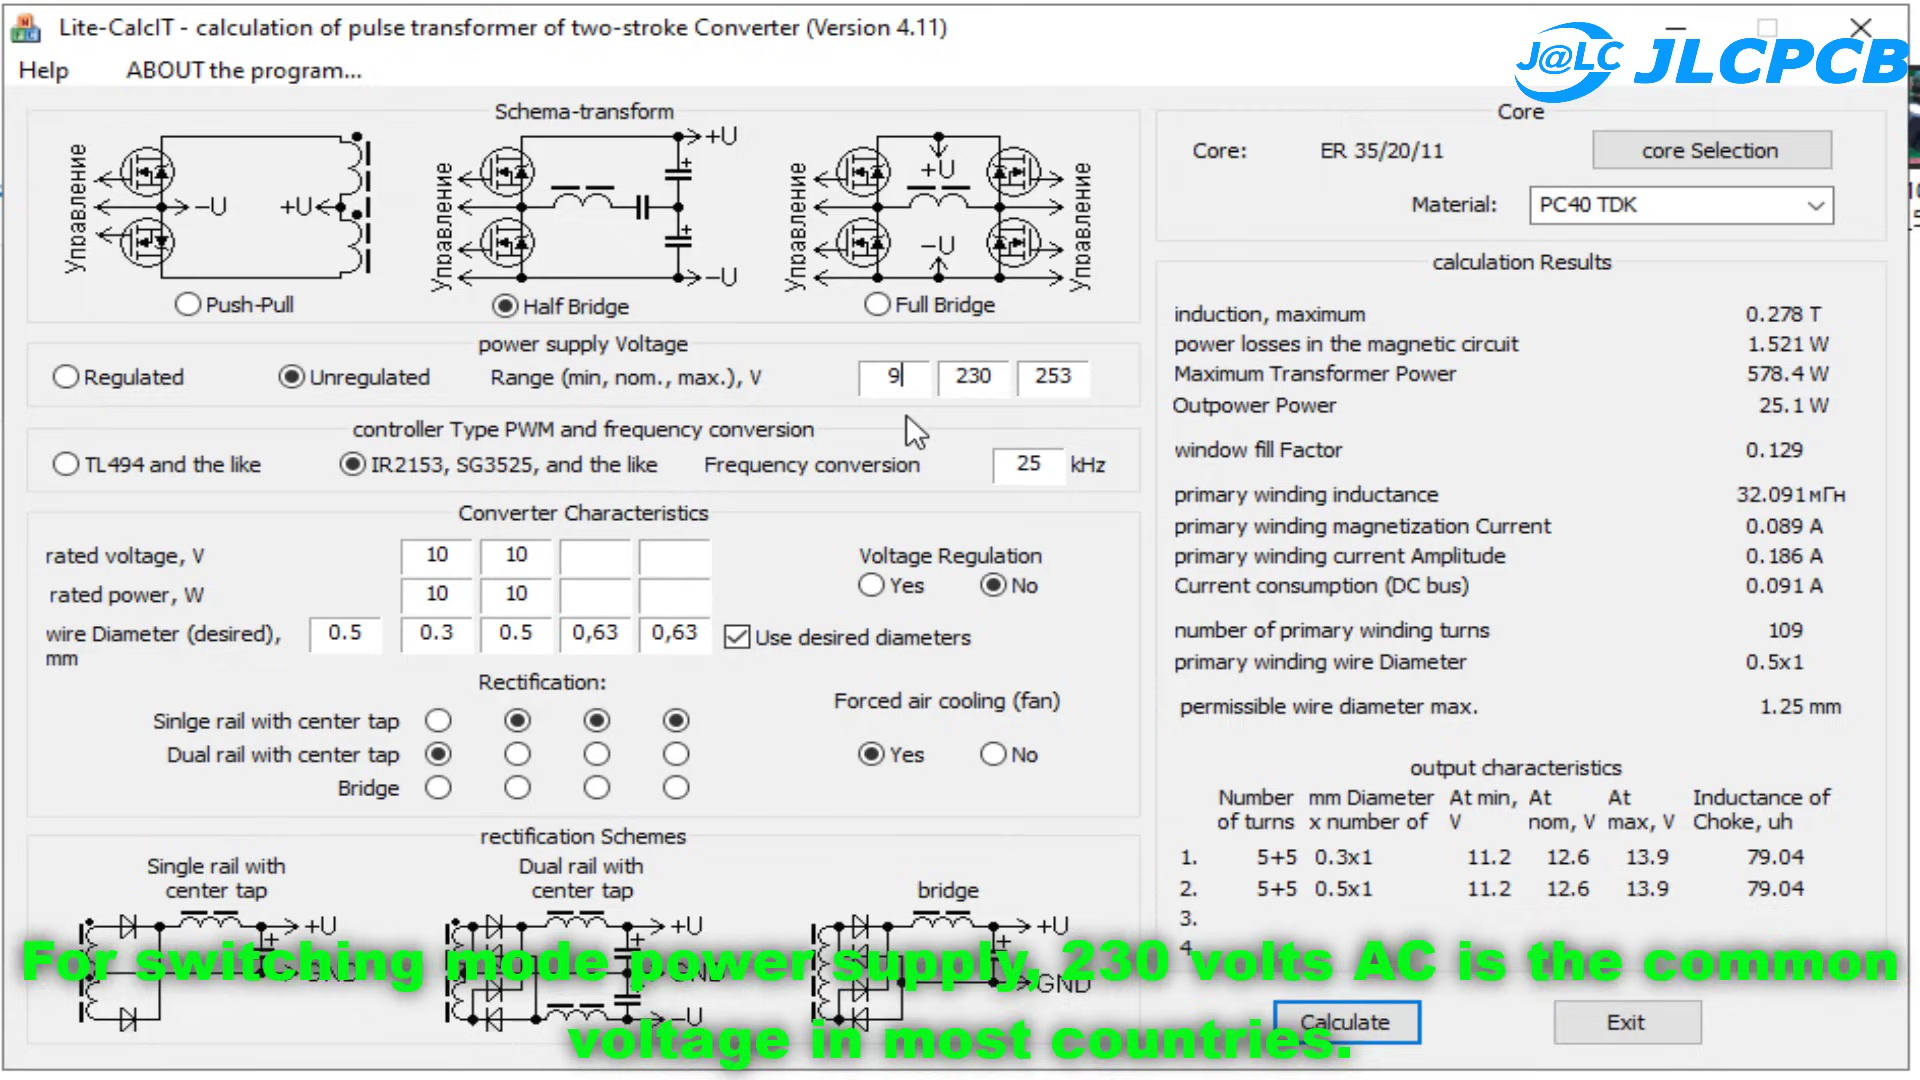 Lite-CalcIT - calculation of pulse transformer of two-stroke Converter (Version 4.11)
Help ABOUT the program...
J@LC JLCPCB
Schema-transform
Управление
-U
+U
Push-Pull
Управление
+U
+
+
-U
Half Bridge
Управление
+U
-U
Управление
Full Bridge
power supply Voltage
Regulated Unregulated Range (min, nom., max.), V 9 230 253
controller Type PWM and frequency conversion
TL494 and the like IR2153, SG3525, and the like Frequency conversion 25 kHz
Converter Characteristics
rated voltage, V 10 10
rated power, W 10 10
wire Diameter (desired), mm 0.5 0.3 0.5 0,63 0,63
Use desired diameters
Voltage Regulation
Yes No
Rectification:
Sinlge rail with center tap
Dual rail with center tap
Bridge
Forced air cooling (fan)
Yes No
rectification Schemes
Single rail with
center tap
+U
+
GND
Dual rail with
center tap
+U
+
GND
-U
bridge
+U
+
GND
Core
Core: ER 35/20/11 core Selection
Material: PC40 TDK
calculation Results
induction, maximum 0.278 T
power losses in the magnetic circuit 1.521 W
Maximum Transformer Power 578.4 W
Outpower Power 25.1 W
window fill Factor 0.129
primary winding inductance 32.091 мГн
primary winding magnetization Current 0.089 A
primary winding current Amplitude 0.186 A
Current consumption (DC bus) 0.091 A
number of primary winding turns 109
primary winding wire Diameter 0.5x1
permissible wire diameter max. 1.25 mm
output characteristics
Number of turns mm Diameter x number of At min, V At nom, V At max, V Inductance of Choke, uh
1. 5+5 0.3x1 11.2 12.6 13.9 79.04
2. 5+5 0.5x1 11.2 12.6 13.9 79.04
3.
4
Calculate Exit
For switching mode power supply, 230 volts AC is the common
voltage in most countries.